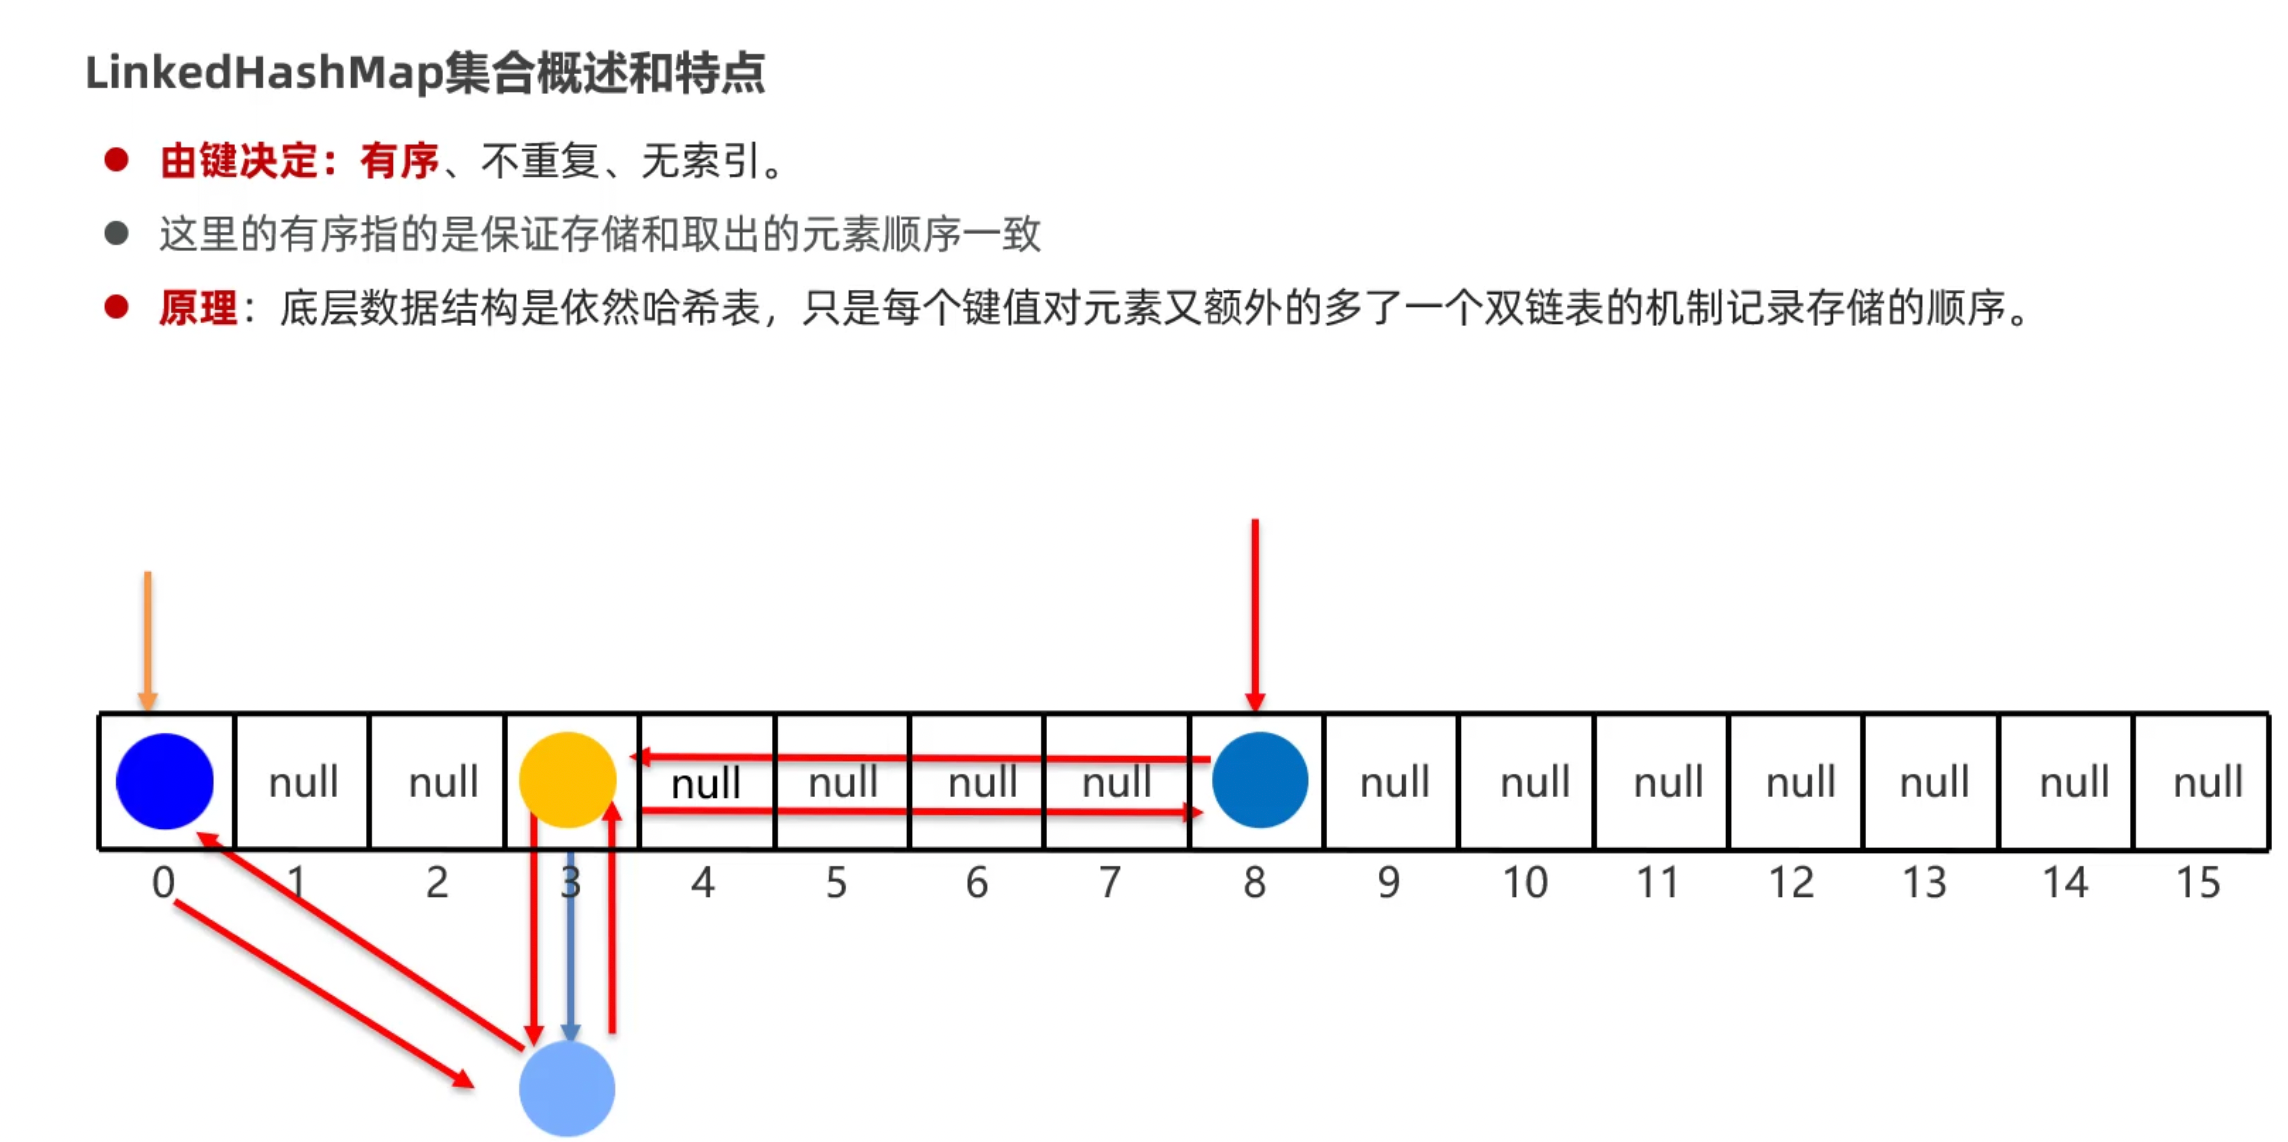 LinkedHashMap集合概述和特点
由键决定：有序、不重复、无索引。
这里的有序指的是保证存储和取出的元素顺序一致
原理：底层数据结构是依然哈希表，只是每个键值对元素又额外的多了一个双链表的机制记录存储的顺序。
null null null null null null null null null null null null null
0 1 2 3 4 5 6 7 8 9 10 11 12 13 14 15